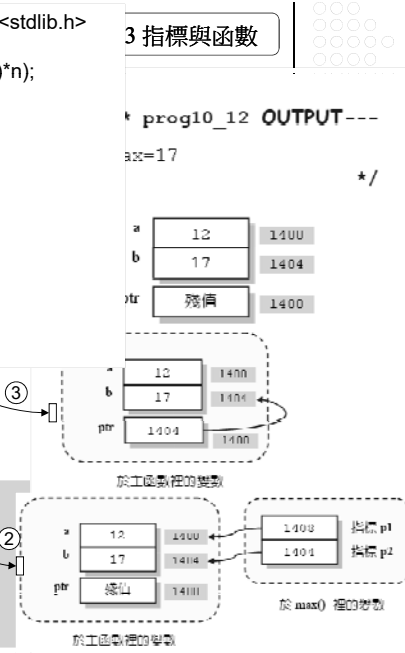 <stdlib.h>
3 指標與函數
)*n);
* prog10_12 OUTPUT---
ax=17
*/
a 12 1400
b 17 1404
ptr 殘值 1400
③
12 1400
b 17 1404
ptr 1404 1408
於主函數裡的變數
②
a 12 1400
b 17 1404
ptr 殘值
1404 指標 p2
指標 p1
於 max() 裡的變數
於主函數裡的變數